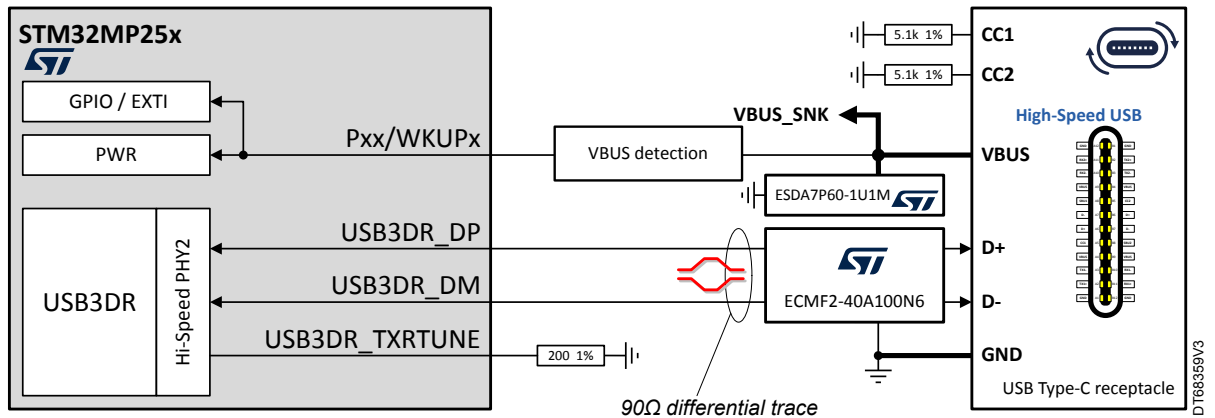 STM32MP25x
GPIO / EXTI
PWR
Pxx/WKUPx
VBUS detection
VBUS_SNK
ESDA7P60-1U1M
5.1k 1%
CC1
5.1k 1%
CC2
High-Speed USB
VBUS
USB3DR
Hi-Speed PHY2
USB3DR_DP
USB3DR_DM
USB3DR_TXRTUNE
200 1%
90Ω differential trace
ECMF2-40A100N6
D+
D-
GND
USB Type-C receptacle
DT68359V3